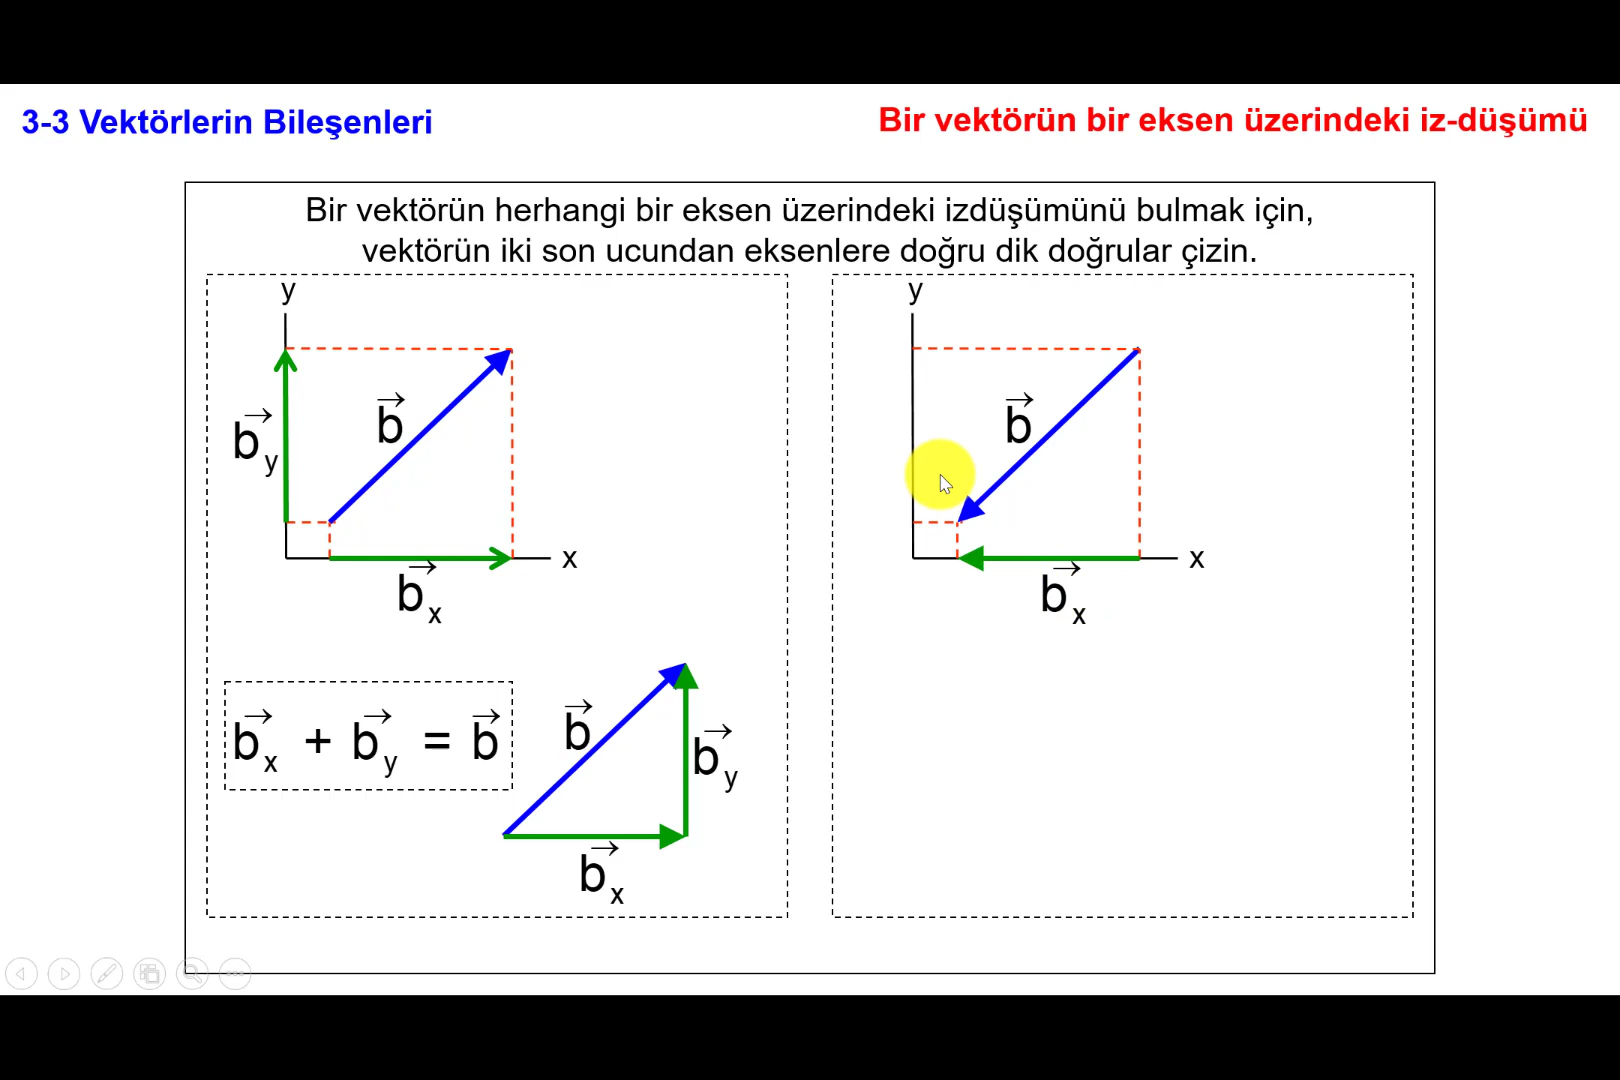 3-3 Vektörlerin Bileşenleri
Bir vektörün bir eksen üzerindeki iz-düşümü
Bir vektörün herhangi bir eksen üzerindeki izdüşümünü bulmak için,
vektörün iki son ucundan eksenlere doğru dik doğrular çizin.
y
b⃗
b⃗y
x
b⃗x
b⃗x + b⃗y = b⃗
b⃗
b⃗y
b⃗x
y
b⃗
x
b⃗x